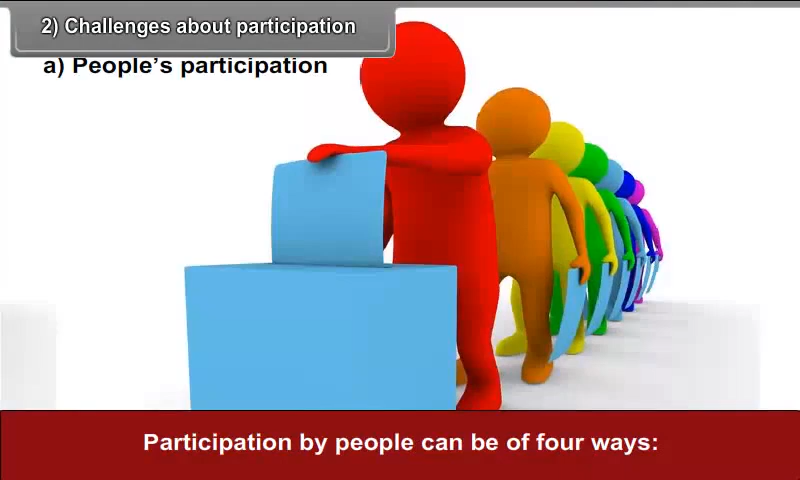 2) Challenges about participation
a) People's participation
Participation by people can be of four ways: